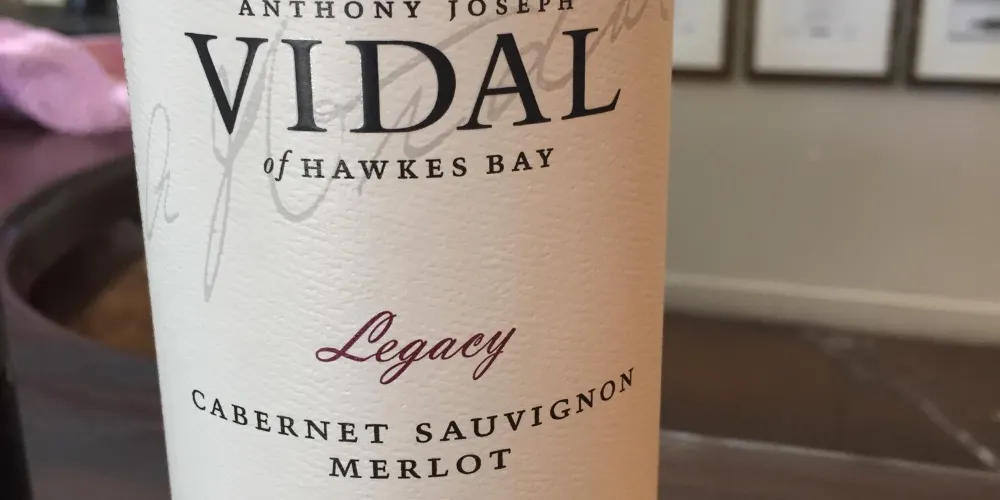 ANTHONY JOSEPH
VIDAL
of HAWKES BAY
Legacy
CABERNET SAUVIGNON
MERLOT